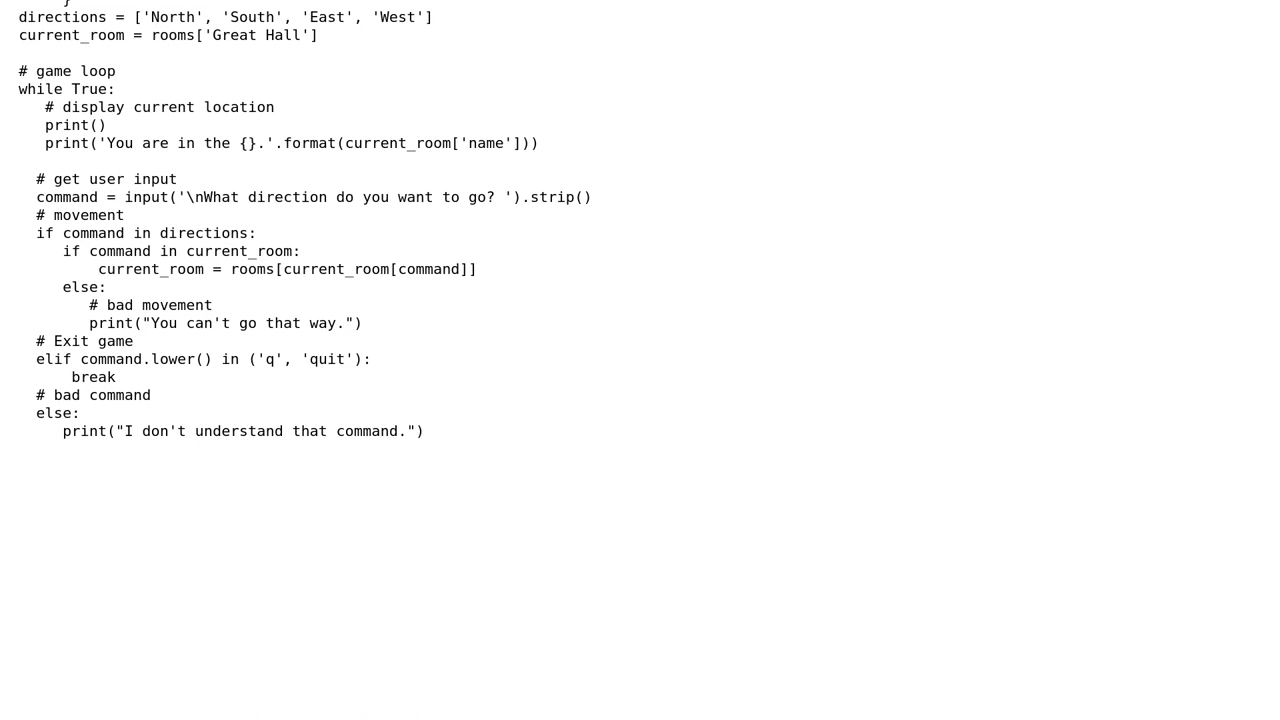 }
directions = ['North', 'South', 'East', 'West']
current_room = rooms['Great Hall']

# game loop
while True:
   # display current location
   print()
   print('You are in the {}.'.format(current_room['name']))

  # get user input
  command = input('\nWhat direction do you want to go? ').strip()
  # movement
  if command in directions:
     if command in current_room:
         current_room = rooms[current_room[command]]
     else:
        # bad movement
        print("You can't go that way.")
  # Exit game
  elif command.lower() in ('q', 'quit'):
      break
  # bad command
  else:
     print("I don't understand that command.")